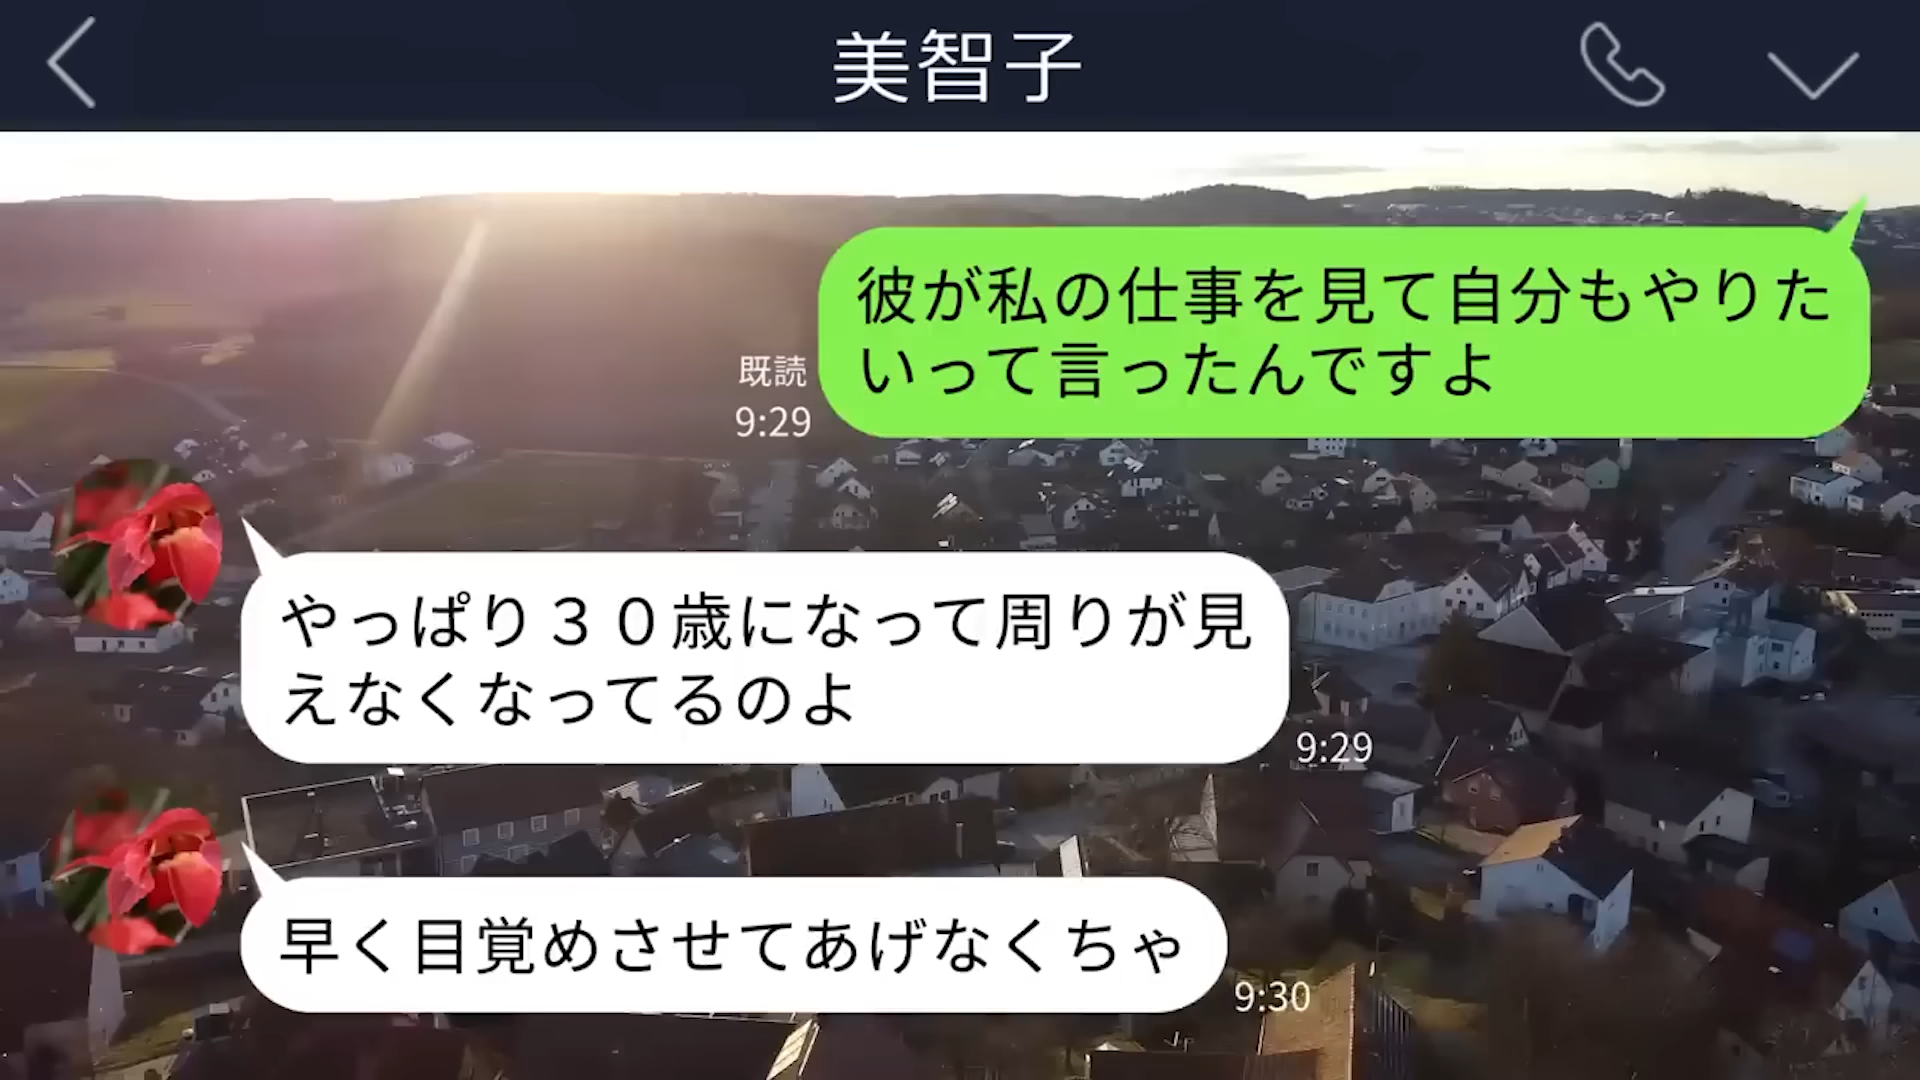 美智子
彼が私の仕事を見て自分もやりた
いって言ったんですよ
既読
9:29
やっぱり３０歳になって周りが見
えなくなってるのよ
9:29
早く目覚めさせてあげなくちゃ
9:30